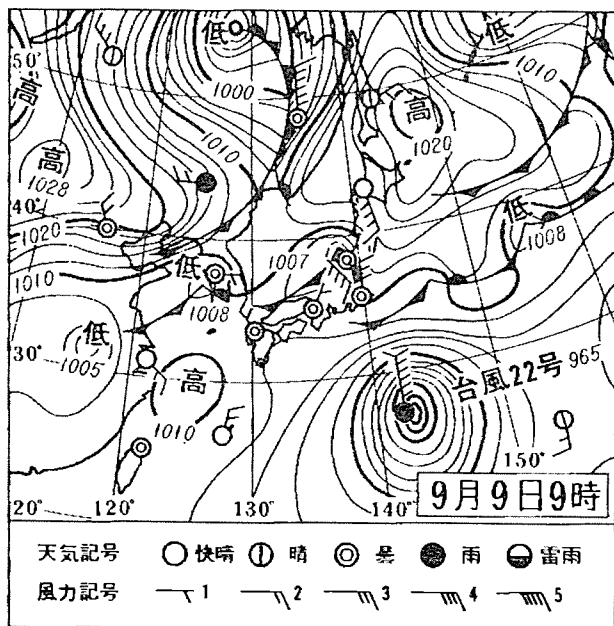 低
低
50°
1010
高
1000
高
1020
高
1028
1010
40°
低
1020
1007
1008
1010
低
1008
低
30°
1005
高
台風22号 965
1010
150°
9月9日9時
20° 120° 130° 140°
天気記号 快晴 晴 曇 雨 雷雨
風力記号 1 2 3 4 5